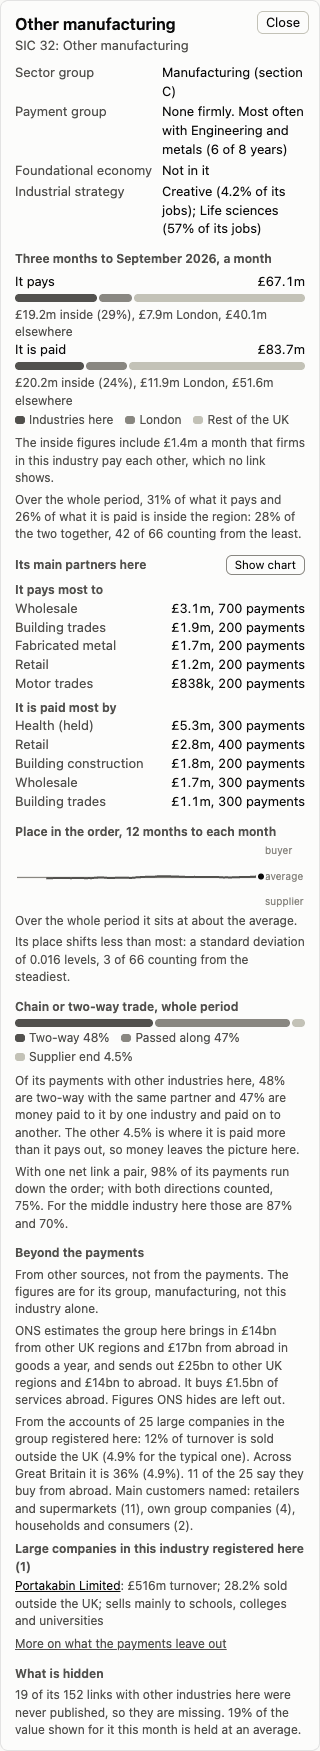 Other manufacturing
Close
SIC 32: Other manufacturing
Sector group Manufacturing (section
C)
Payment group None firmly. Most often
with Engineering and
metals (6 of 8 years)
Foundational economy Not in it
Industrial strategy Creative (4.2% of its
jobs); Life sciences
(57% of its jobs)
Three months to September 2026, a month
It pays £67.1m
£19.2m inside (29%), £7.9m London, £40.1m
elsewhere
It is paid £83.7m
£20.2m inside (24%), £11.9m London, £51.6m
elsewhere
Industries here London Rest of the UK
The inside figures include £1.4m a month that firms
in this industry pay each other, which no link
shows.
Over the whole period, 31% of what it pays and
26% of what it is paid is inside the region: 28% of
the two together, 42 of 66 counting from the least.
Its main partners here
Show chart
It pays most to
Wholesale £3.1m, 700 payments
Building trades £1.9m, 200 payments
Fabricated metal £1.7m, 200 payments
Retail £1.2m, 200 payments
Motor trades £838k, 200 payments
It is paid most by
Health (held) £5.3m, 300 payments
Retail £2.8m, 400 payments
Building construction £1.8m, 200 payments
Wholesale £1.7m, 300 payments
Building trades £1.1m, 300 payments
Place in the order, 12 months to each month
buyer
average
supplier
Over the whole period it sits at about the average.
Its place shifts less than most: a standard deviation
of 0.016 levels, 3 of 66 counting from the
steadiest.
Chain or two-way trade, whole period
Two-way 48% Passed along 47%
Supplier end 4.5%
Of its payments with other industries here, 48%
are two-way with the same partner and 47% are
money paid to it by one industry and paid on to
another. The other 4.5% is where it is paid more
than it pays out, so money leaves the picture here.
With one net link a pair, 98% of its payments run
down the order; with both directions counted,
75%. For the middle industry here those are 87%
and 70%.
Beyond the payments
From other sources, not from the payments. The
figures are for its group, manufacturing, not this
industry alone.
ONS estimates the group here brings in £14bn
from other UK regions and £17bn from abroad in
goods a year, and sends out £25bn to other UK
regions and £14bn to abroad. It buys £1.5bn of
services abroad. Figures ONS hides are left out.
From the accounts of 25 large companies in the
group registered here: 12% of turnover is sold
outside the UK (4.9% for the typical one). Across
Great Britain it is 36% (4.9%). 11 of the 25 say they
buy from abroad. Main customers named: retailers
and supermarkets (11), own group companies (4),
households and consumers (2).
Large companies in this industry registered here
(1)
Portakabin Limited: £516m turnover; 28.2% sold
outside the UK; sells mainly to schools, colleges
and universities
More on what the payments leave out
What is hidden
19 of its 152 links with other industries here were
never published, so they are missing. 19% of the
value shown for it this month is held at an average.